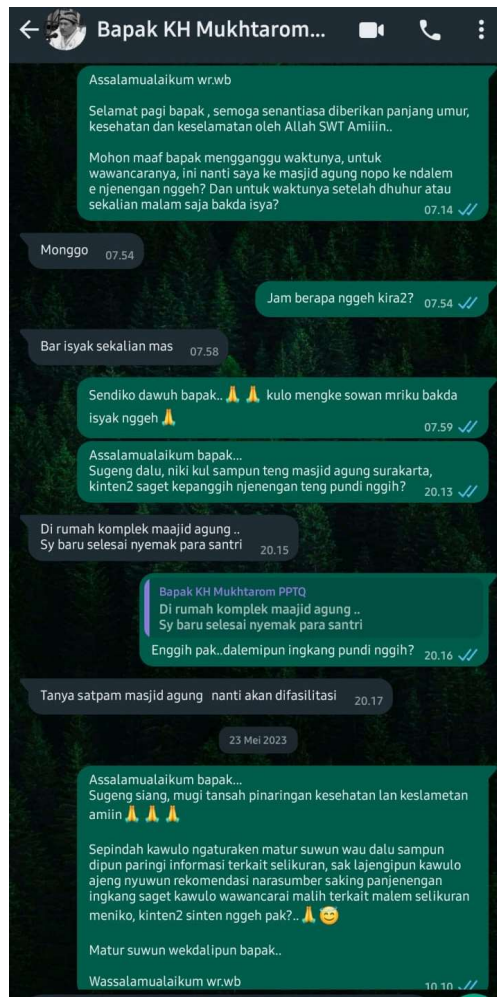 Bapak KH Mukhtarom...
Assalamualaikum wr.wb
Selamat pagi bapak , semoga senantiasa diberikan panjang umur,
kesehatan dan keselamatan oleh Allah SWT Amiiin..
Mohon maaf bapak mengganggu waktunya, untuk
wawancaranya, ini nanti saya ke masjid agung nopo ke ndalem
e njenengan nggeh? Dan untuk waktunya setelah dhuhur atau
sekalian malam saja bakda isya?
07.14
Monggo 07.54
Jam berapa nggeh kira2? 07.54
Bar isyak sekalian mas 07.58
Sendiko dawuh bapak..🙏 🙏 kulo mengke sowan mriku bakda
isyak nggeh 🙏
07.59
Assalamualaikum bapak...
Sugeng dalu, niki kul sampun teng masjid agung surakarta,
kinten2 saget kepanggih njenengan teng pundi nggih? 20.13
Di rumah komplek maajid agung ..
Sy baru selesai nyemak para santri 20.15
Bapak KH Mukhtarom PPTQ
Di rumah komplek maajid agung ..
Sy baru selesai nyemak para santri
Enggih pak..dalemipun ingkang pundi nggih? 20.16
Tanya satpam masjid agung nanti akan difasilitasi 20.17
23 Mei 2023
Assalamualaikum bapak...
Sugeng siang, mugi tansah pinaringan kesehatan lan keslametan
amiin🙏 🙏 🙏
Sepindah kawulo ngaturaken matur suwun wau dalu sampun
dipun paringi informasi terkait selikuran, sak lajengipun kawulo
ajeng nyuwun rekomendasi narasumber saking panjenengan
ingkang saget kawulo wawancarai malih terkait malem selikuran
meniko, kinten2 sinten nggeh pak?..🙏😇
Matur suwun wekdalipun bapak..
Wassalamualaikum wr.wb
10.10